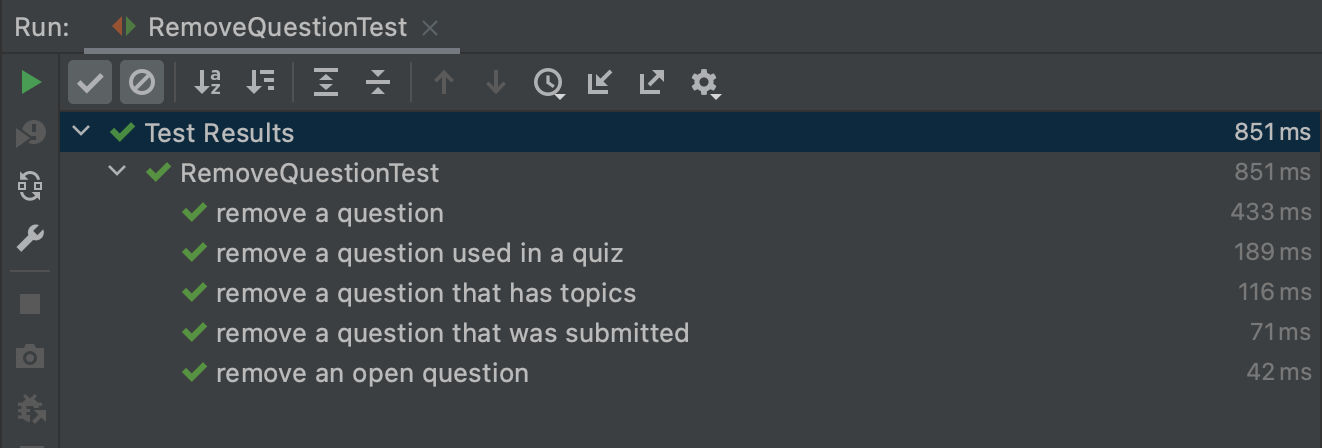 Run: RemoveQuestionTest
Test Results 851 ms
RemoveQuestionTest 851 ms
remove a question 433 ms
remove a question used in a quiz 189 ms
remove a question that has topics 116 ms
remove a question that was submitted 71 ms
remove an open question 42 ms